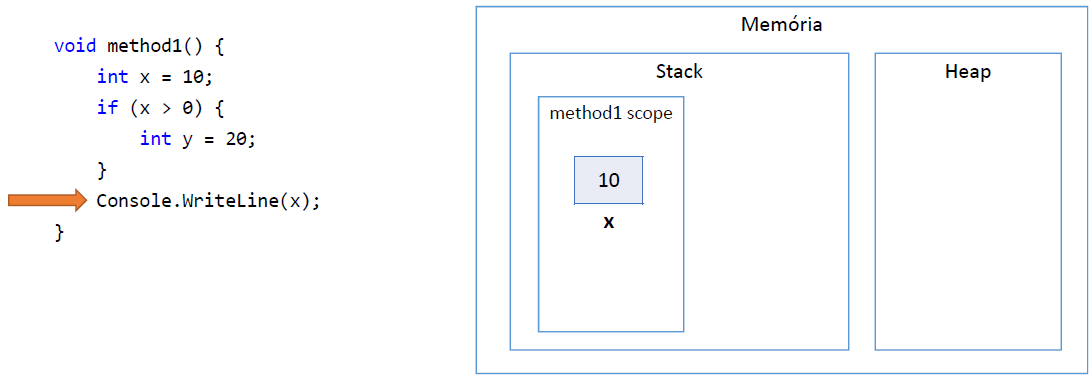 void method1() {
    int x = 10;
    if (x > 0) {
        int y = 20;
    }
    Console.WriteLine(x);
}
Memória
Stack
Heap
method1 scope
10
x